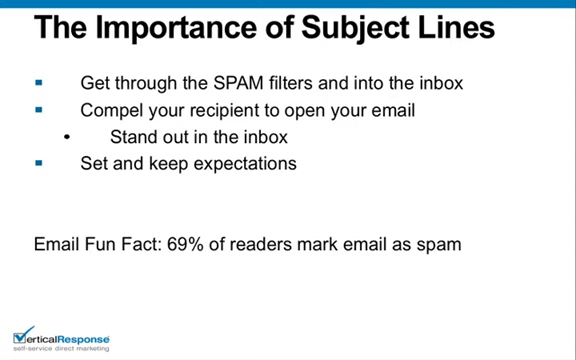 The Importance of Subject Lines
Get through the SPAM filters and into the inbox
Compel your recipient to open your email
Stand out in the inbox
Set and keep expectations
Email Fun Fact: 69% of readers mark email as spam
VerticalResponse
self-service direct marketing